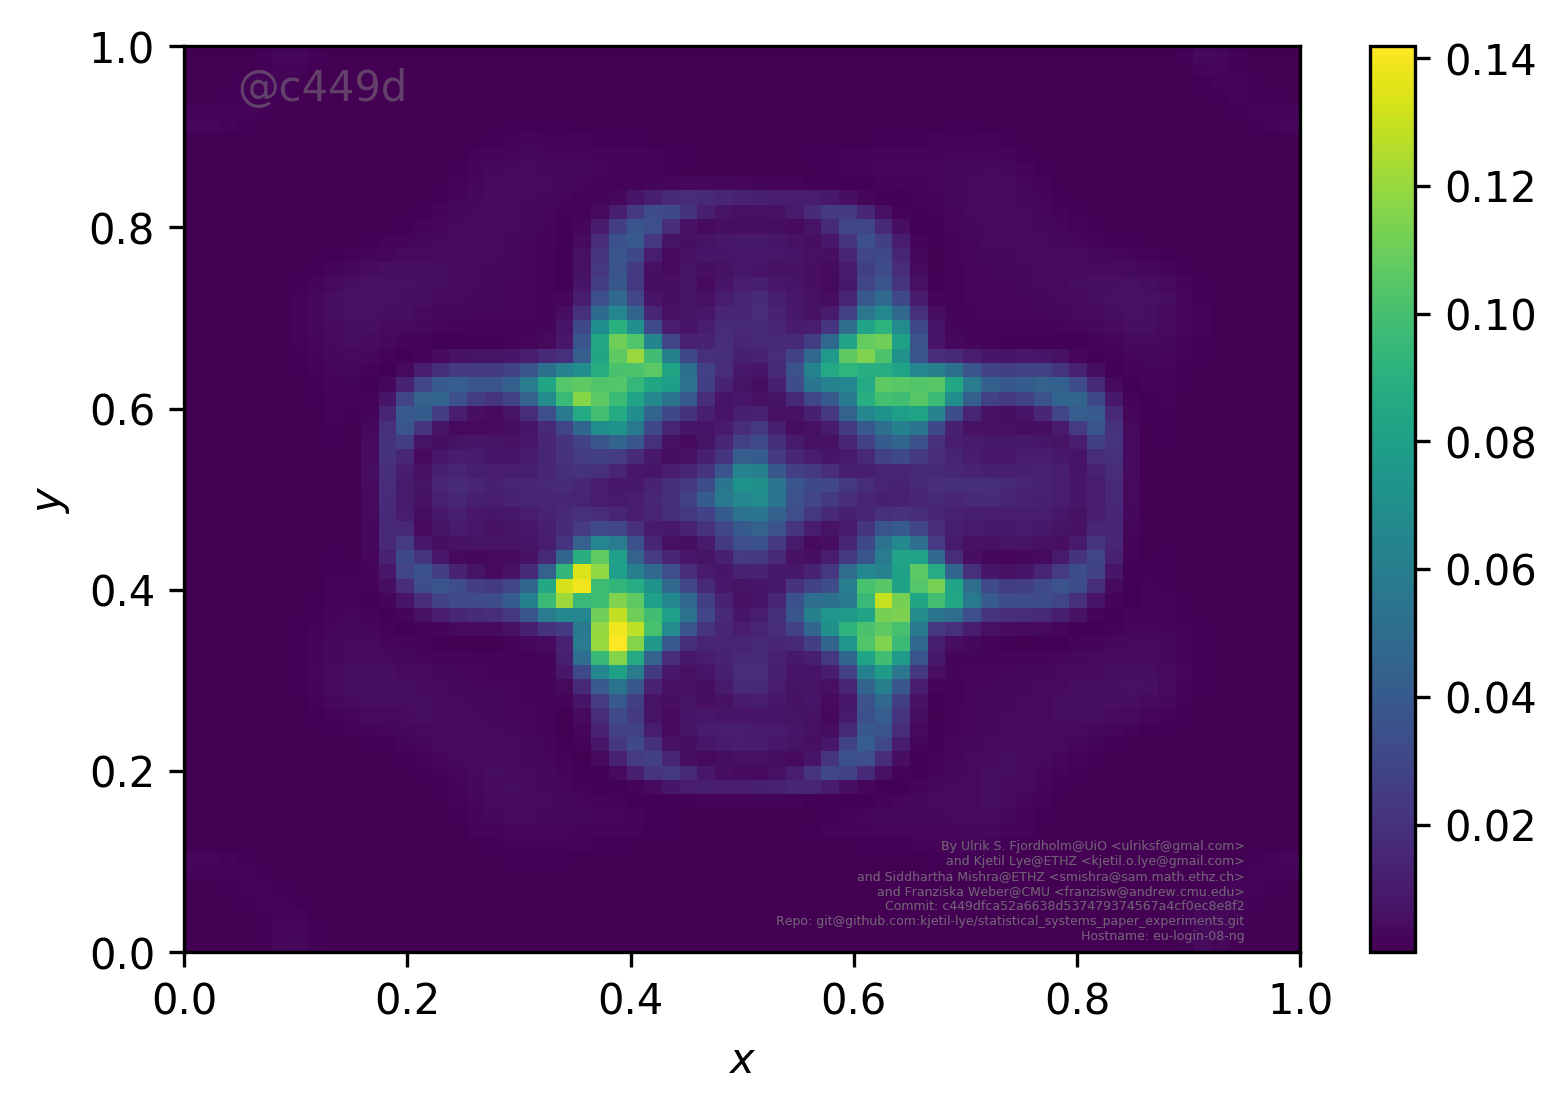 1.0
@c449d
0.14
0.12
0.8
0.10
0.6
0.08
y
0.06
0.4
0.04
0.2
0.02
By Ulrik S. Fjordholm@UiO <ulriksf@gmal.com>
and Kjetil Lye@ETHZ <kjetil.o.lye@gmail.com>
and Siddhartha Mishra@ETHZ <smishra@sam.math.ethz.ch>
and Franziska Weber@CMU <franzisw@andrew.cmu.edu>
Commit: c449dfca52a6638d537479374567a4cf0ec8e8f2
Repo: git@github.com:kjetil-lye/statistical_systems_paper_experiments.git
Hostname: eu-login-08-ng
0.0
0.0 0.2 0.4 0.6 0.8 1.0
x